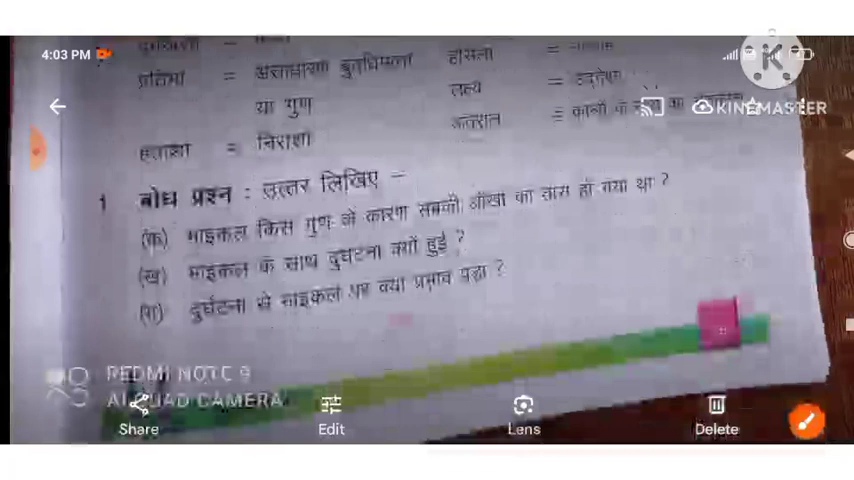 4:03 PM
KINEMASTER
प्रतिभा = असाधारण बुद्धिमत्ता
या गुण
हताशा = निराशा
हौसला =
लक्ष्य = उद्देश्य
=
1 बोध प्रश्न : उत्तर लिखिए –
(क) माइकल किस गुण के कारण सबकी आँखों का तारा हो गया था ?
(ख) माइकल के साथ दुर्घटना क्यों हुई ?
(ग) दुर्घटना से माइकल पर क्या प्रभाव पड़ा ?
REDMI NOTE 9
AI QUAD CAMERA
Share Edit Lens Delete